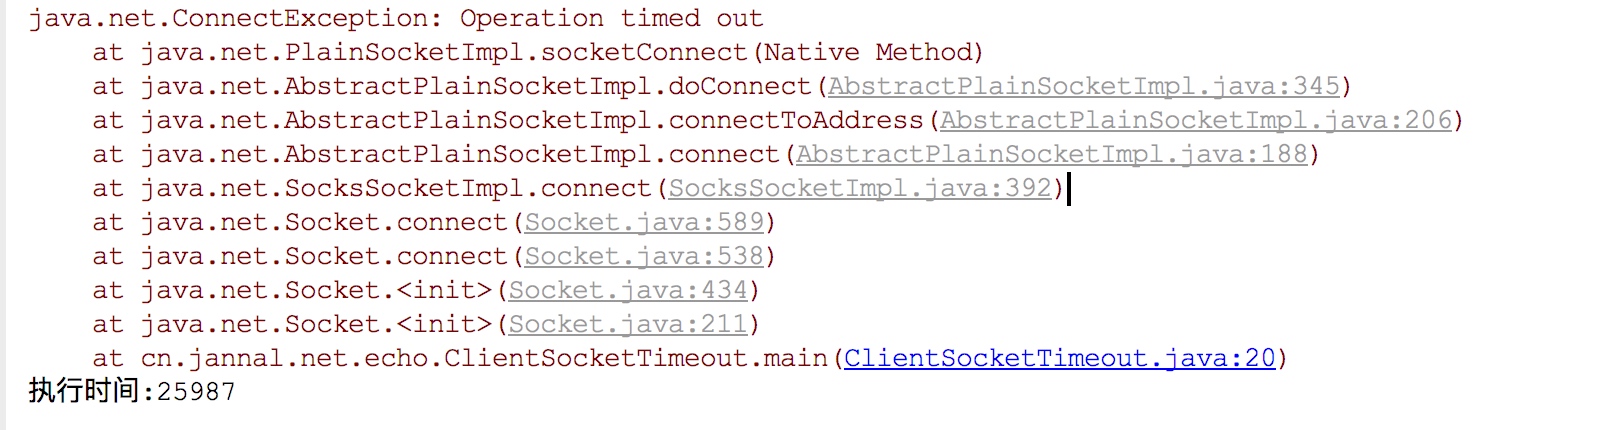 java.net.ConnectException: Operation timed out
at java.net.PlainSocketImpl.socketConnect(Native Method)
at java.net.AbstractPlainSocketImpl.doConnect(AbstractPlainSocketImpl.java:345)
at java.net.AbstractPlainSocketImpl.connectToAddress(AbstractPlainSocketImpl.java:206)
at java.net.AbstractPlainSocketImpl.connect(AbstractPlainSocketImpl.java:188)
at java.net.SocksSocketImpl.connect(SocksSocketImpl.java:392)
at java.net.Socket.connect(Socket.java:589)
at java.net.Socket.connect(Socket.java:538)
at java.net.Socket.<init>(Socket.java:434)
at java.net.Socket.<init>(Socket.java:211)
at cn.jannal.net.echo.ClientSocketTimeout.main(ClientSocketTimeout.java:20)
执行时间:25987